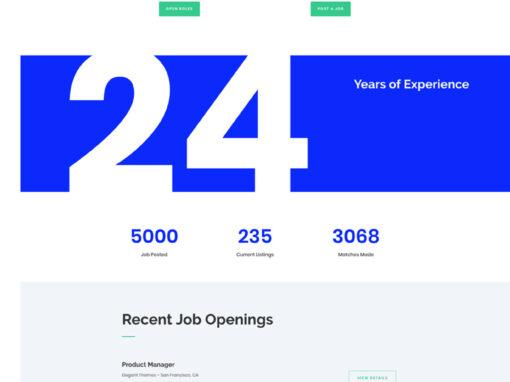 OPEN ROLES
POST A JOB
24
Years of Experience
5000
235
3068
Job Posted
Current Listings
Matches Made
Recent Job Openings
Product Manager
Elegant Themes - San Francisco, CA
VIEW DETAILS